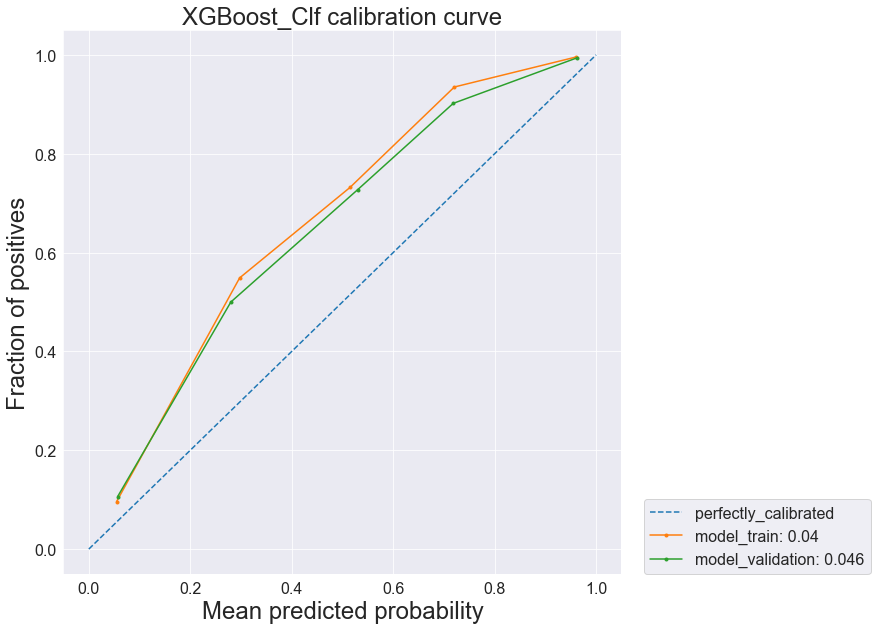 XGBoost_Clf calibration curve
Fraction of positives
1.0
0.8
0.6
0.4
0.2
0.0
0.0 0.2 0.4 0.6 0.8 1.0
Mean predicted probability
perfectly_calibrated
model_train: 0.04
model_validation: 0.046